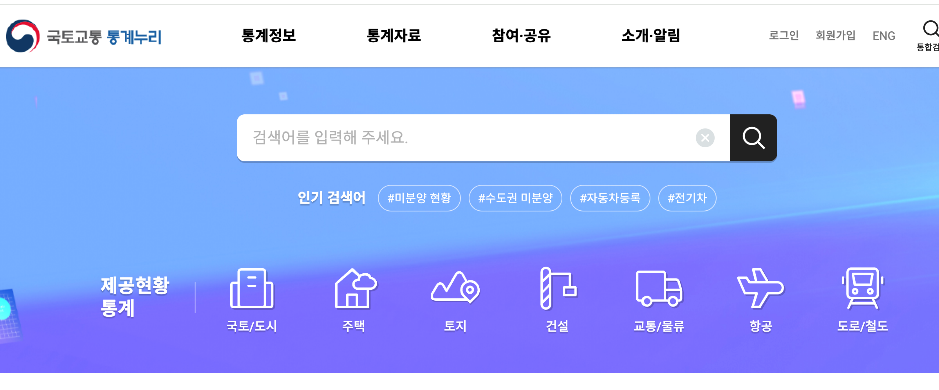 국토교통 통계누리
통계정보 통계자료 참여·공유 소개·알림
로그인 회원가입 ENG
통합검
검색어를 입력해 주세요.
인기 검색어 #미분양 현황 #수도권 미분양 #자동차등록 #전기차
제공현황
통계
국토/도시 주택 토지 건설 교통/물류 항공 도로/철도